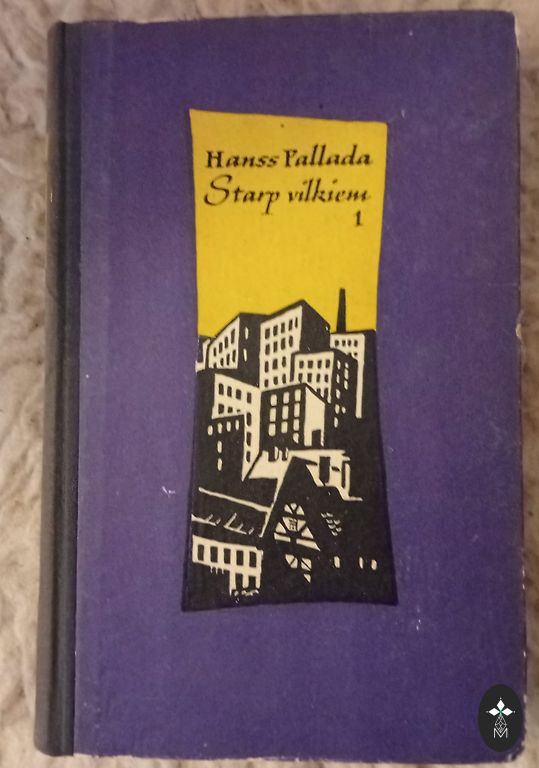 Hanss Fallada
Starp vilkiem
1
M